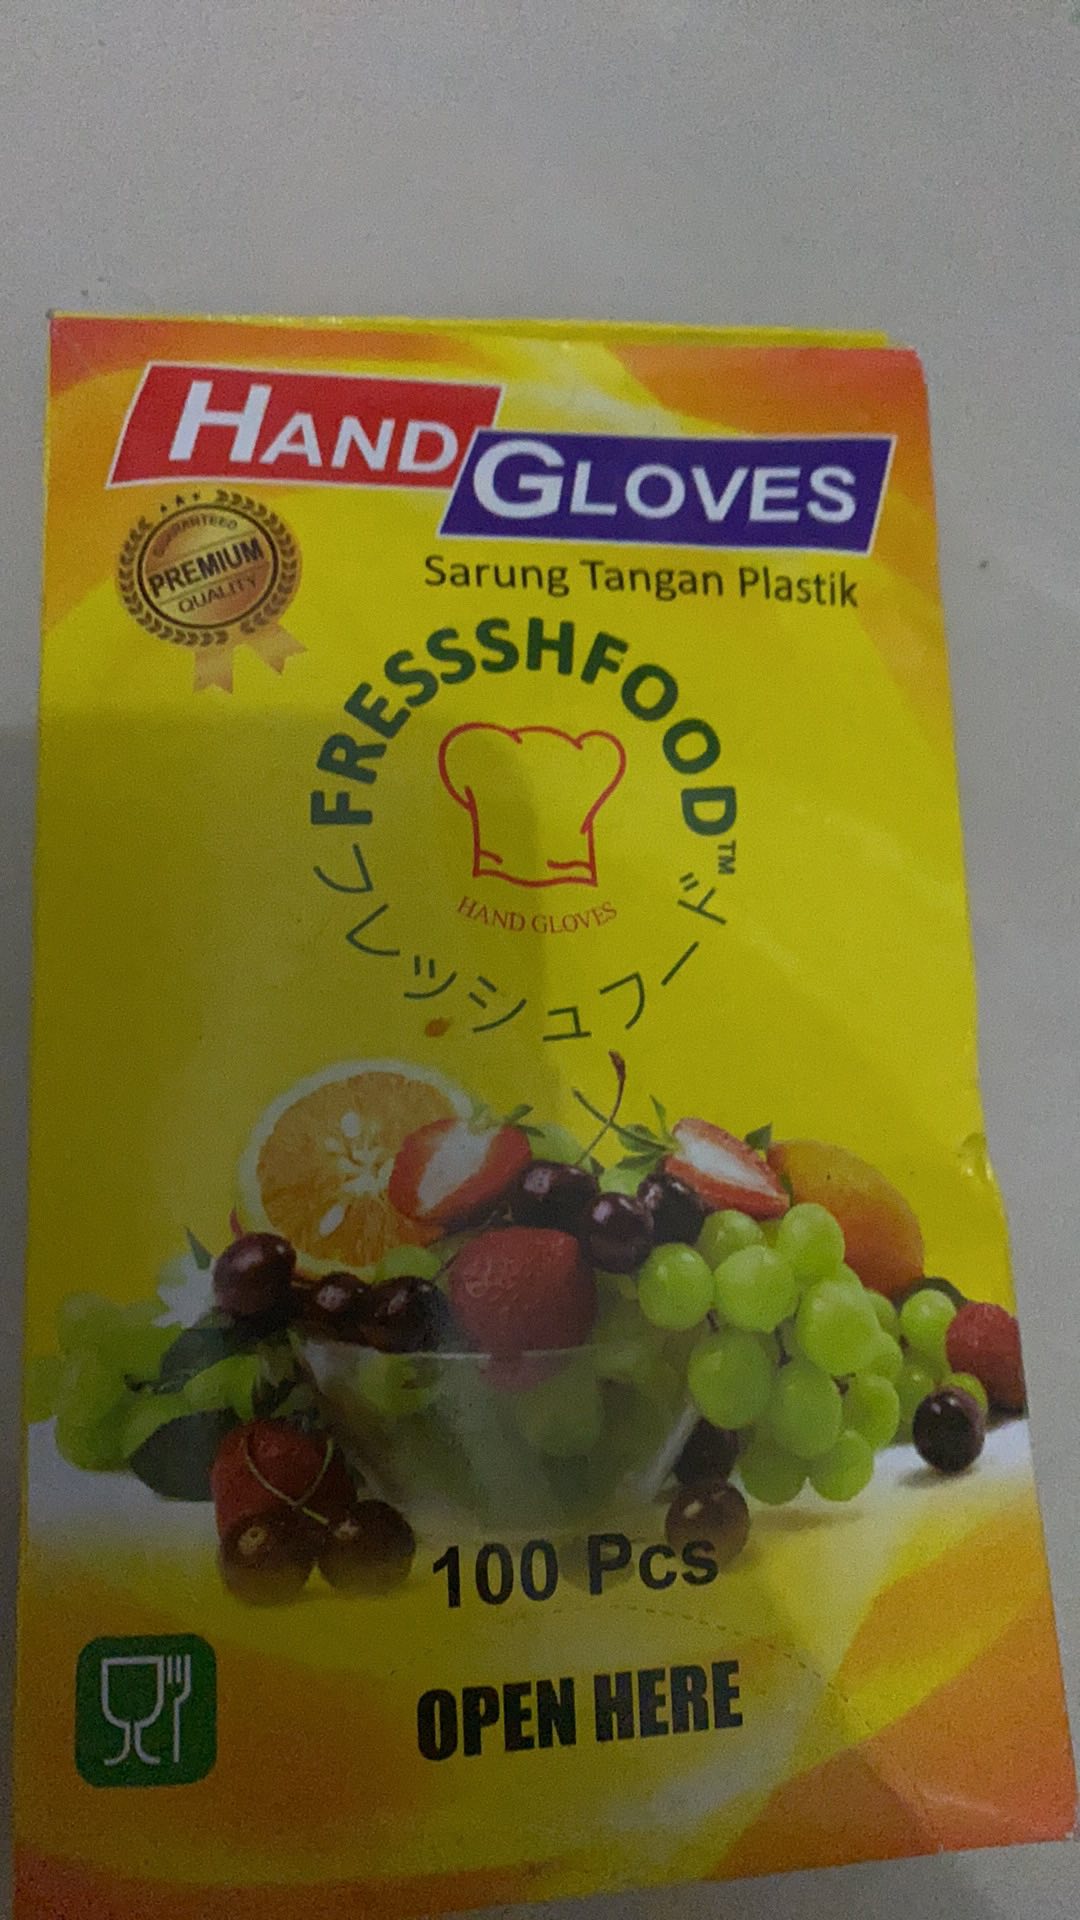 HAND
GLOVES
GUARANTEED
PREMIUM
QUALITY
Sarung Tangan Plastik
FRESSSHFOOD™
HAND GLOVES
フレッシュフーヅ
100 Pcs
OPEN HERE